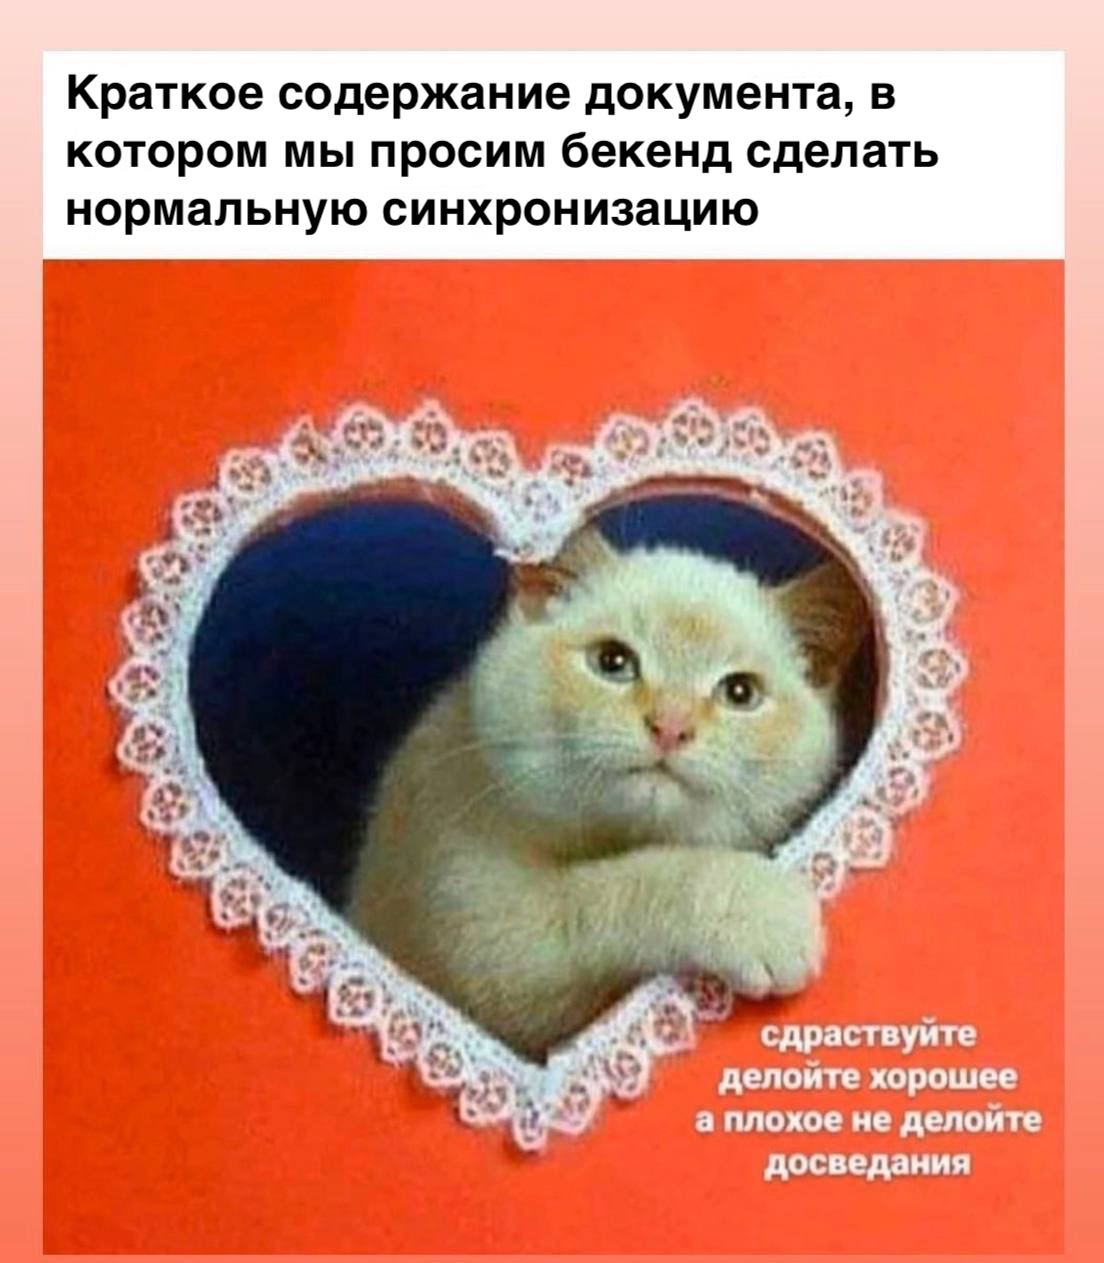 Краткое содержание документа, в
котором мы просим бекенд сделать
нормальную синхронизацию
сдраствуйте
делойте хорошее
а плохое не делойте
досведания